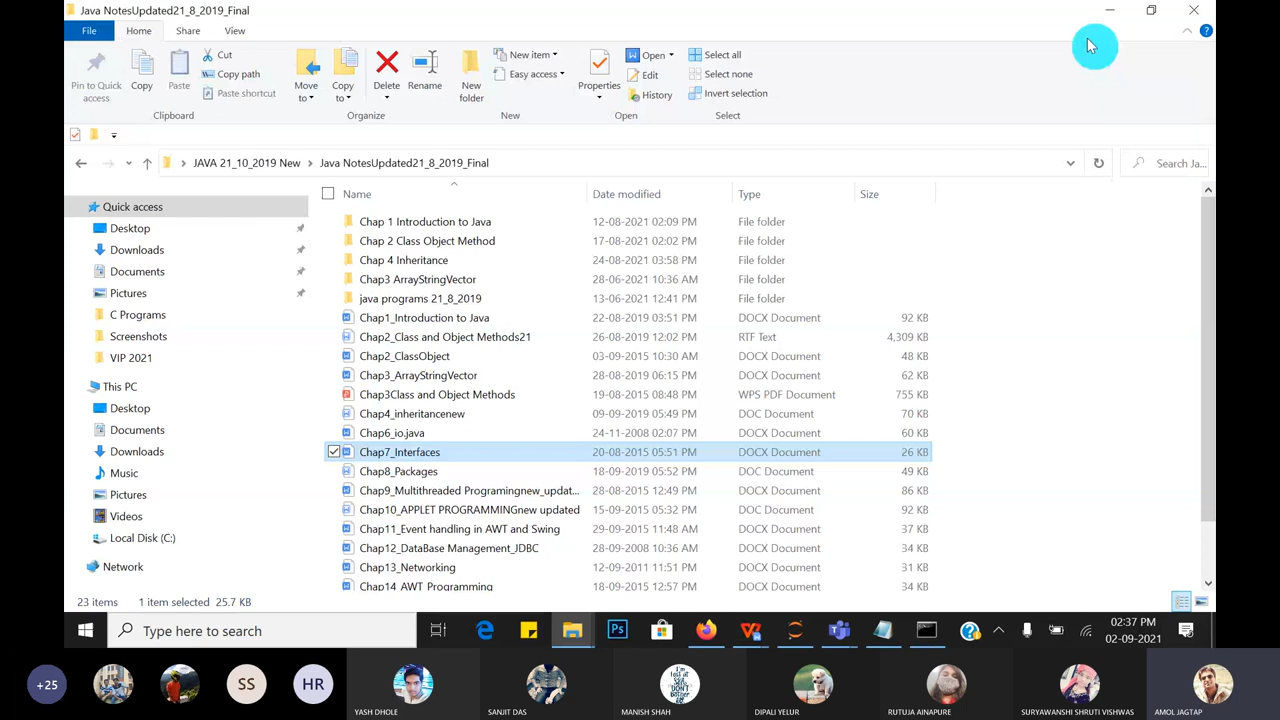 Java NotesUpdated21_8_2019_Final
File Home Share View
Pin to Quick access
Copy
Paste
Cut
Copy path
Paste shortcut
Move to
Copy to
Delete
Rename
New folder
New item
Easy access
Properties
Open
Edit
History
Select all
Select none
Invert selection
Clipboard Organize New Open Select
JAVA 21_10_2019 New > Java NotesUpdated21_8_2019_Final Search Ja...
Name Date modified Type Size
Quick access
Desktop
Downloads
Documents
Pictures
C Programs
Screenshots
VIP 2021
This PC
Desktop
Documents
Downloads
Music
Pictures
Videos
Local Disk (C:)
Network
Chap 1 Introduction to Java 12-08-2021 02:09 PM File folder
Chap 2 Class Object Method 17-08-2021 02:02 PM File folder
Chap 4 Inheritance 24-08-2021 03:58 PM File folder
Chap3 ArrayStringVector 28-06-2021 10:36 AM File folder
java programs 21_8_2019 13-06-2021 12:41 PM File folder
Chap1_Introduction to Java 22-08-2019 03:51 PM DOCX Document 92 KB
Chap2_Class and Object Methods21 26-08-2019 12:02 PM RTF Text 4,309 KB
Chap2_ClassObject 03-09-2015 10:30 AM DOCX Document 48 KB
Chap3_ArrayStringVector 28-08-2019 06:15 PM DOCX Document 62 KB
Chap3Class and Object Methods 19-08-2015 08:48 PM WPS PDF Document 755 KB
Chap4_inheritancenew 09-09-2019 05:49 PM DOC Document 70 KB
Chap6_io.java 24-11-2008 02:07 PM DOCX Document 60 KB
Chap7_Interfaces 20-08-2015 05:51 PM DOCX Document 26 KB
Chap8_Packages 18-09-2019 05:52 PM DOC Document 49 KB
Chap9_Multithreaded Programingnew_updat... 28-08-2015 12:49 PM DOCX Document 86 KB
Chap10_APPLET PROGRAMMINGnew updated 15-09-2015 05:32 PM DOC Document 92 KB
Chap11_Event handling in AWT and Swing 29-09-2015 11:48 AM DOCX Document 37 KB
Chap12_DataBase Management_JDBC 28-09-2008 10:36 AM DOCX Document 34 KB
Chap13_Networking 12-09-2011 11:51 PM DOCX Document 31 KB
Chap14 AWT Programming 18-09-2015 12:57 PM DOCX Document 34 KB
23 items 1 item selected 25.7 KB
Type here to search
Ps
02:37 PM
02-09-2021
+25
SS
HR
YASH DHOLE
SANJIT DAS
I'm not at SASS. YOU JUST DON'T
MANISH SHAH
DIPALI YELUR
RUTUJA AINAPURE
SURYAWANSHI SHRUTI VISHWAS
AMOL JAGTAP